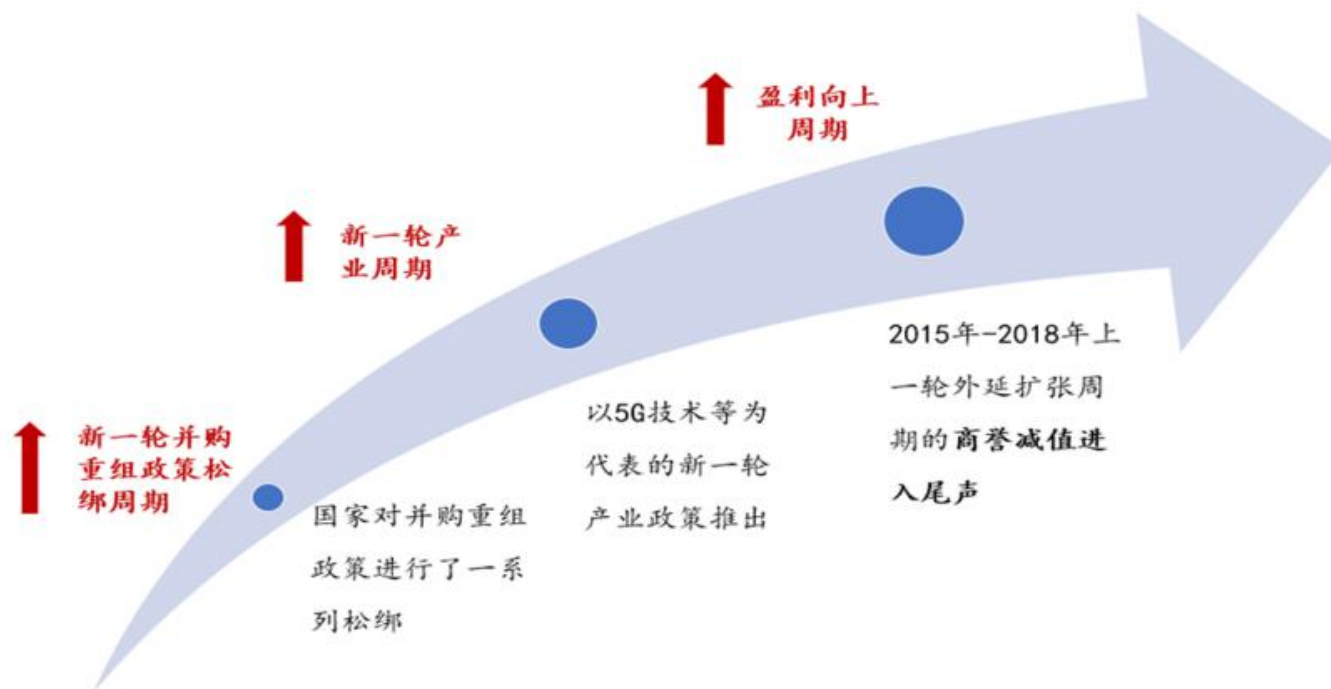 盈利向上
周期
新一轮产
业周期
新一轮并购
重组政策松
绑周期
国家对并购重组
政策进行了一系
列松绑
以5G技术等为
代表的新一轮
产业政策推出
2015年-2018年上
一轮外延扩张周
期的商誉减值进
入尾声